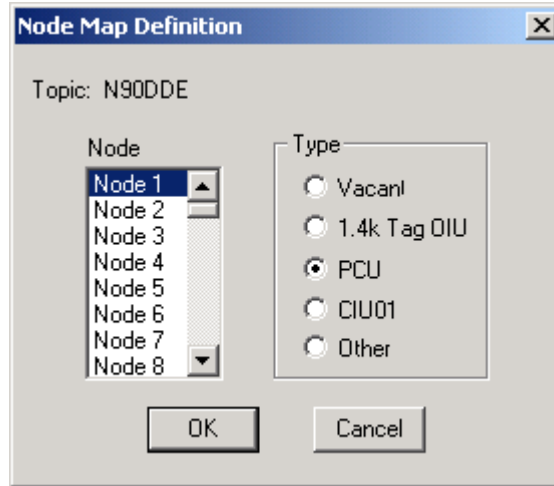 Node Map Definition
Topic: N90DDE
Node
Node 1
Node 2
Node 3
Node 4
Node 5
Node 6
Node 7
Node 8
Type
Vacant
1.4k Tag OIU
PCU
CIU01
Other
OK
Cancel